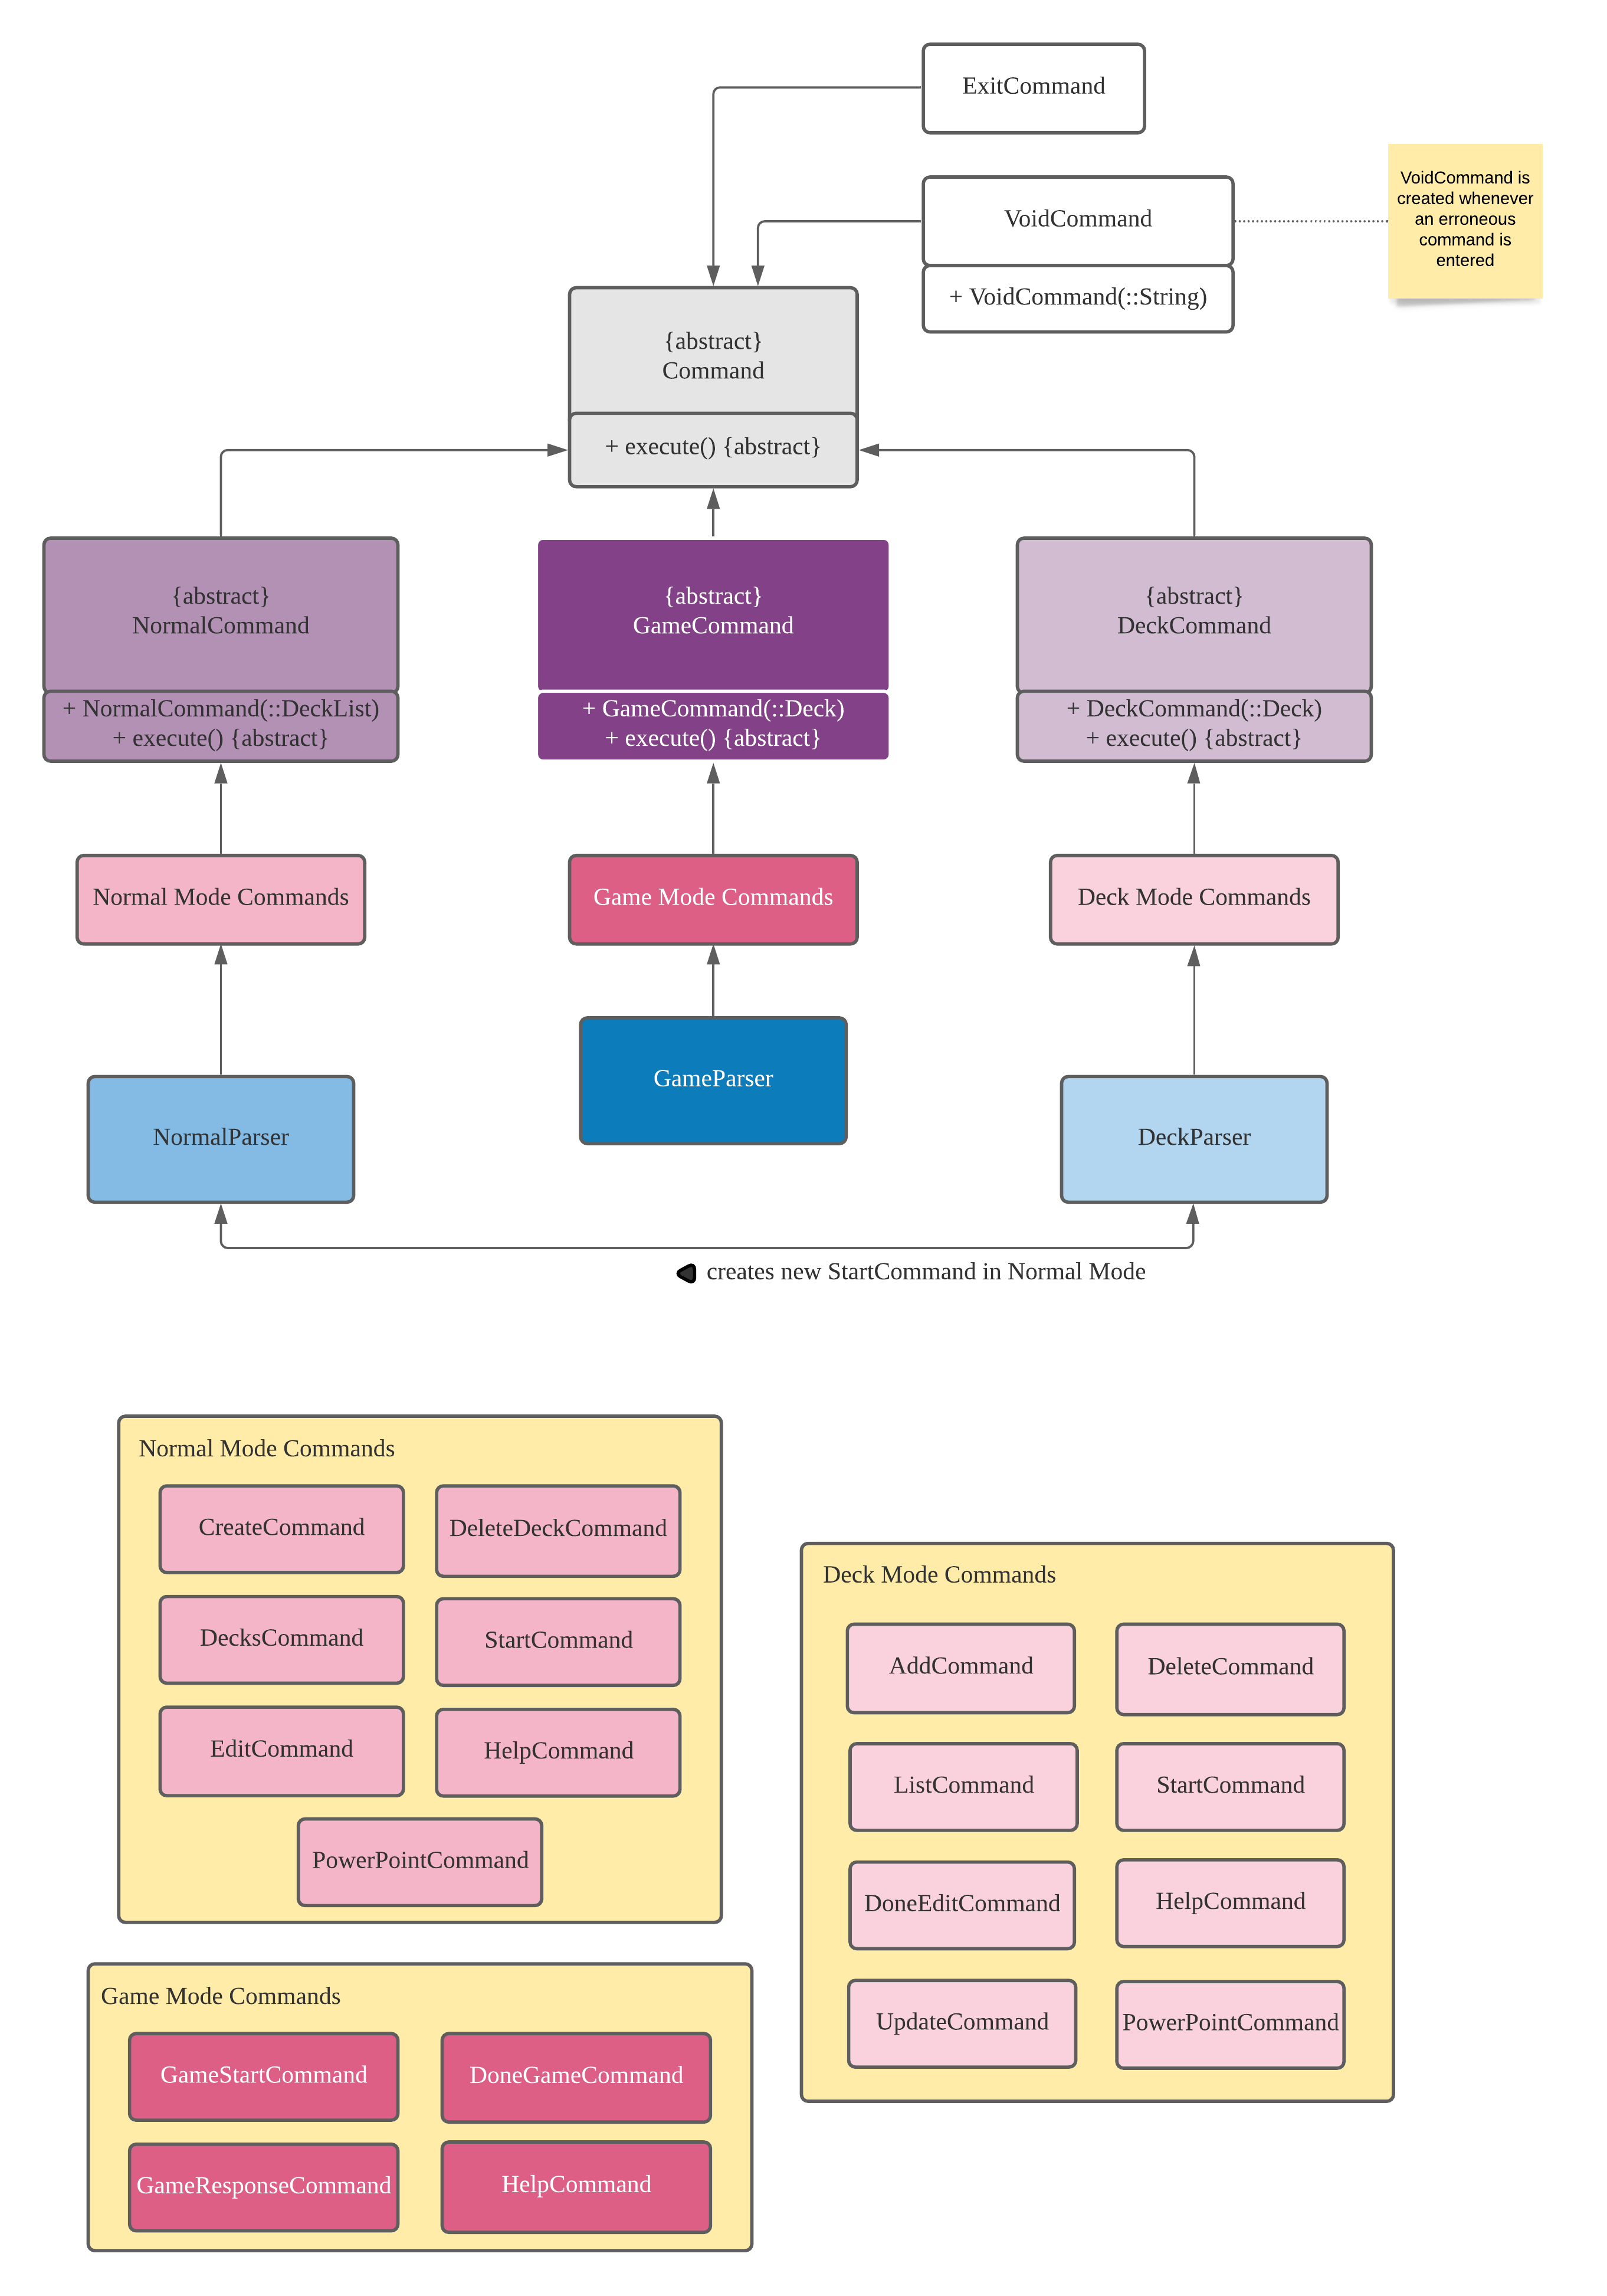 ExitCommand
VoidCommand
+ VoidCommand(::String)
VoidCommand is
created whenever
an erroneous
command is
entered
{abstract}
Command
+ execute() {abstract}
{abstract}
NormalCommand
+ NormalCommand(::DeckList)
+ execute() {abstract}
{abstract}
GameCommand
+ GameCommand(::Deck)
+ execute() {abstract}
{abstract}
DeckCommand
+ DeckCommand(::Deck)
+ execute() {abstract}
Normal Mode Commands
Game Mode Commands
Deck Mode Commands
NormalParser
GameParser
DeckParser
creates new StartCommand in Normal Mode
Normal Mode Commands
CreateCommand
DeleteDeckCommand
DecksCommand
StartCommand
EditCommand
HelpCommand
PowerPointCommand
Deck Mode Commands
AddCommand
DeleteCommand
ListCommand
StartCommand
DoneEditCommand
HelpCommand
UpdateCommand
PowerPointCommand
Game Mode Commands
GameStartCommand
DoneGameCommand
GameResponseCommand
HelpCommand